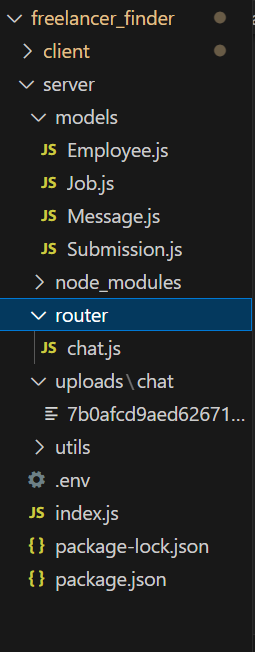 freelancer_finder
client
server
models
JS Employee.js
JS Job.js
JS Message.js
JS Submission.js
node_modules
router
JS chat.js
uploads\chat
7b0afcd9aed62671...
utils
.env
JS index.js
{} package-lock.json
{} package.json